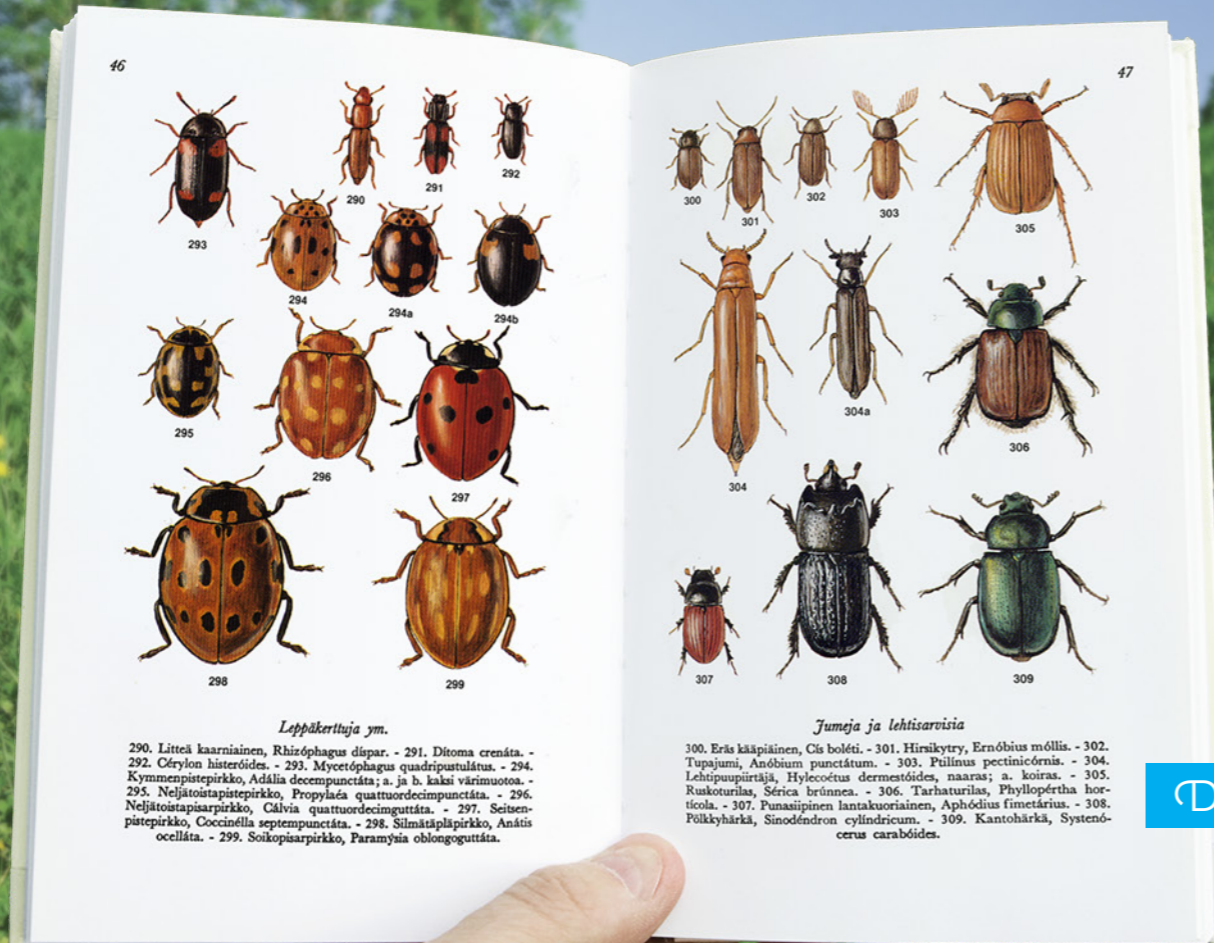 46
290
291
292
293
294
294a
294b
295
296
297
298
299
Leppäkerttuja ym.
290. Litteä kaarniainen, Rhizóphagus díspar. - 291. Dítoma crenáta. -
292. Cérylon histeróides. - 293. Mycetóphagus quadripustulátus. - 294.
Kymmenpistepirkko, Adália decempunctáta; a. ja b. kaksi värimuotoa. -
295. Neljätoistapistepirkko, Propylaéa quattuordecimpunctáta. - 296.
Neljätoistapisarpirkko, Cálvia quattuordecimguttáta. - 297. Seitsen-
pistepirkko, Coccinélla septempunctáta. - 298. Silmätäpläpirkko, Anátis
ocelláta. - 299. Soikopisarpirkko, Paramýsia oblongoguttáta.
47
300
301
302
303
305
304
304a
306
307
308
309
Jumeja ja lehtisarvisia
300. Eräs kääpiäinen, Cis boléti. - 301. Hirsikytry, Ernóbius móllis. - 302.
Tupajumi, Anóbium punctátum. - 303. Ptilínus pectinicórnis. - 304.
Lehtipuupiirtäjä, Hylecoétus dermestóides, naaras; a. koiras. - 305.
Ruskoturilas, Sérica brúnnea. - 306. Tarhaturilas, Phyllopértha hor-
tícola. - 307. Punasiipinen lantakuoriainen, Aphódius fimetárius. - 308.
Pölkkyhärkä, Sinodéndron cylíndricum. - 309. Kantohärkä, Systenó-
cerus carabóides.
D